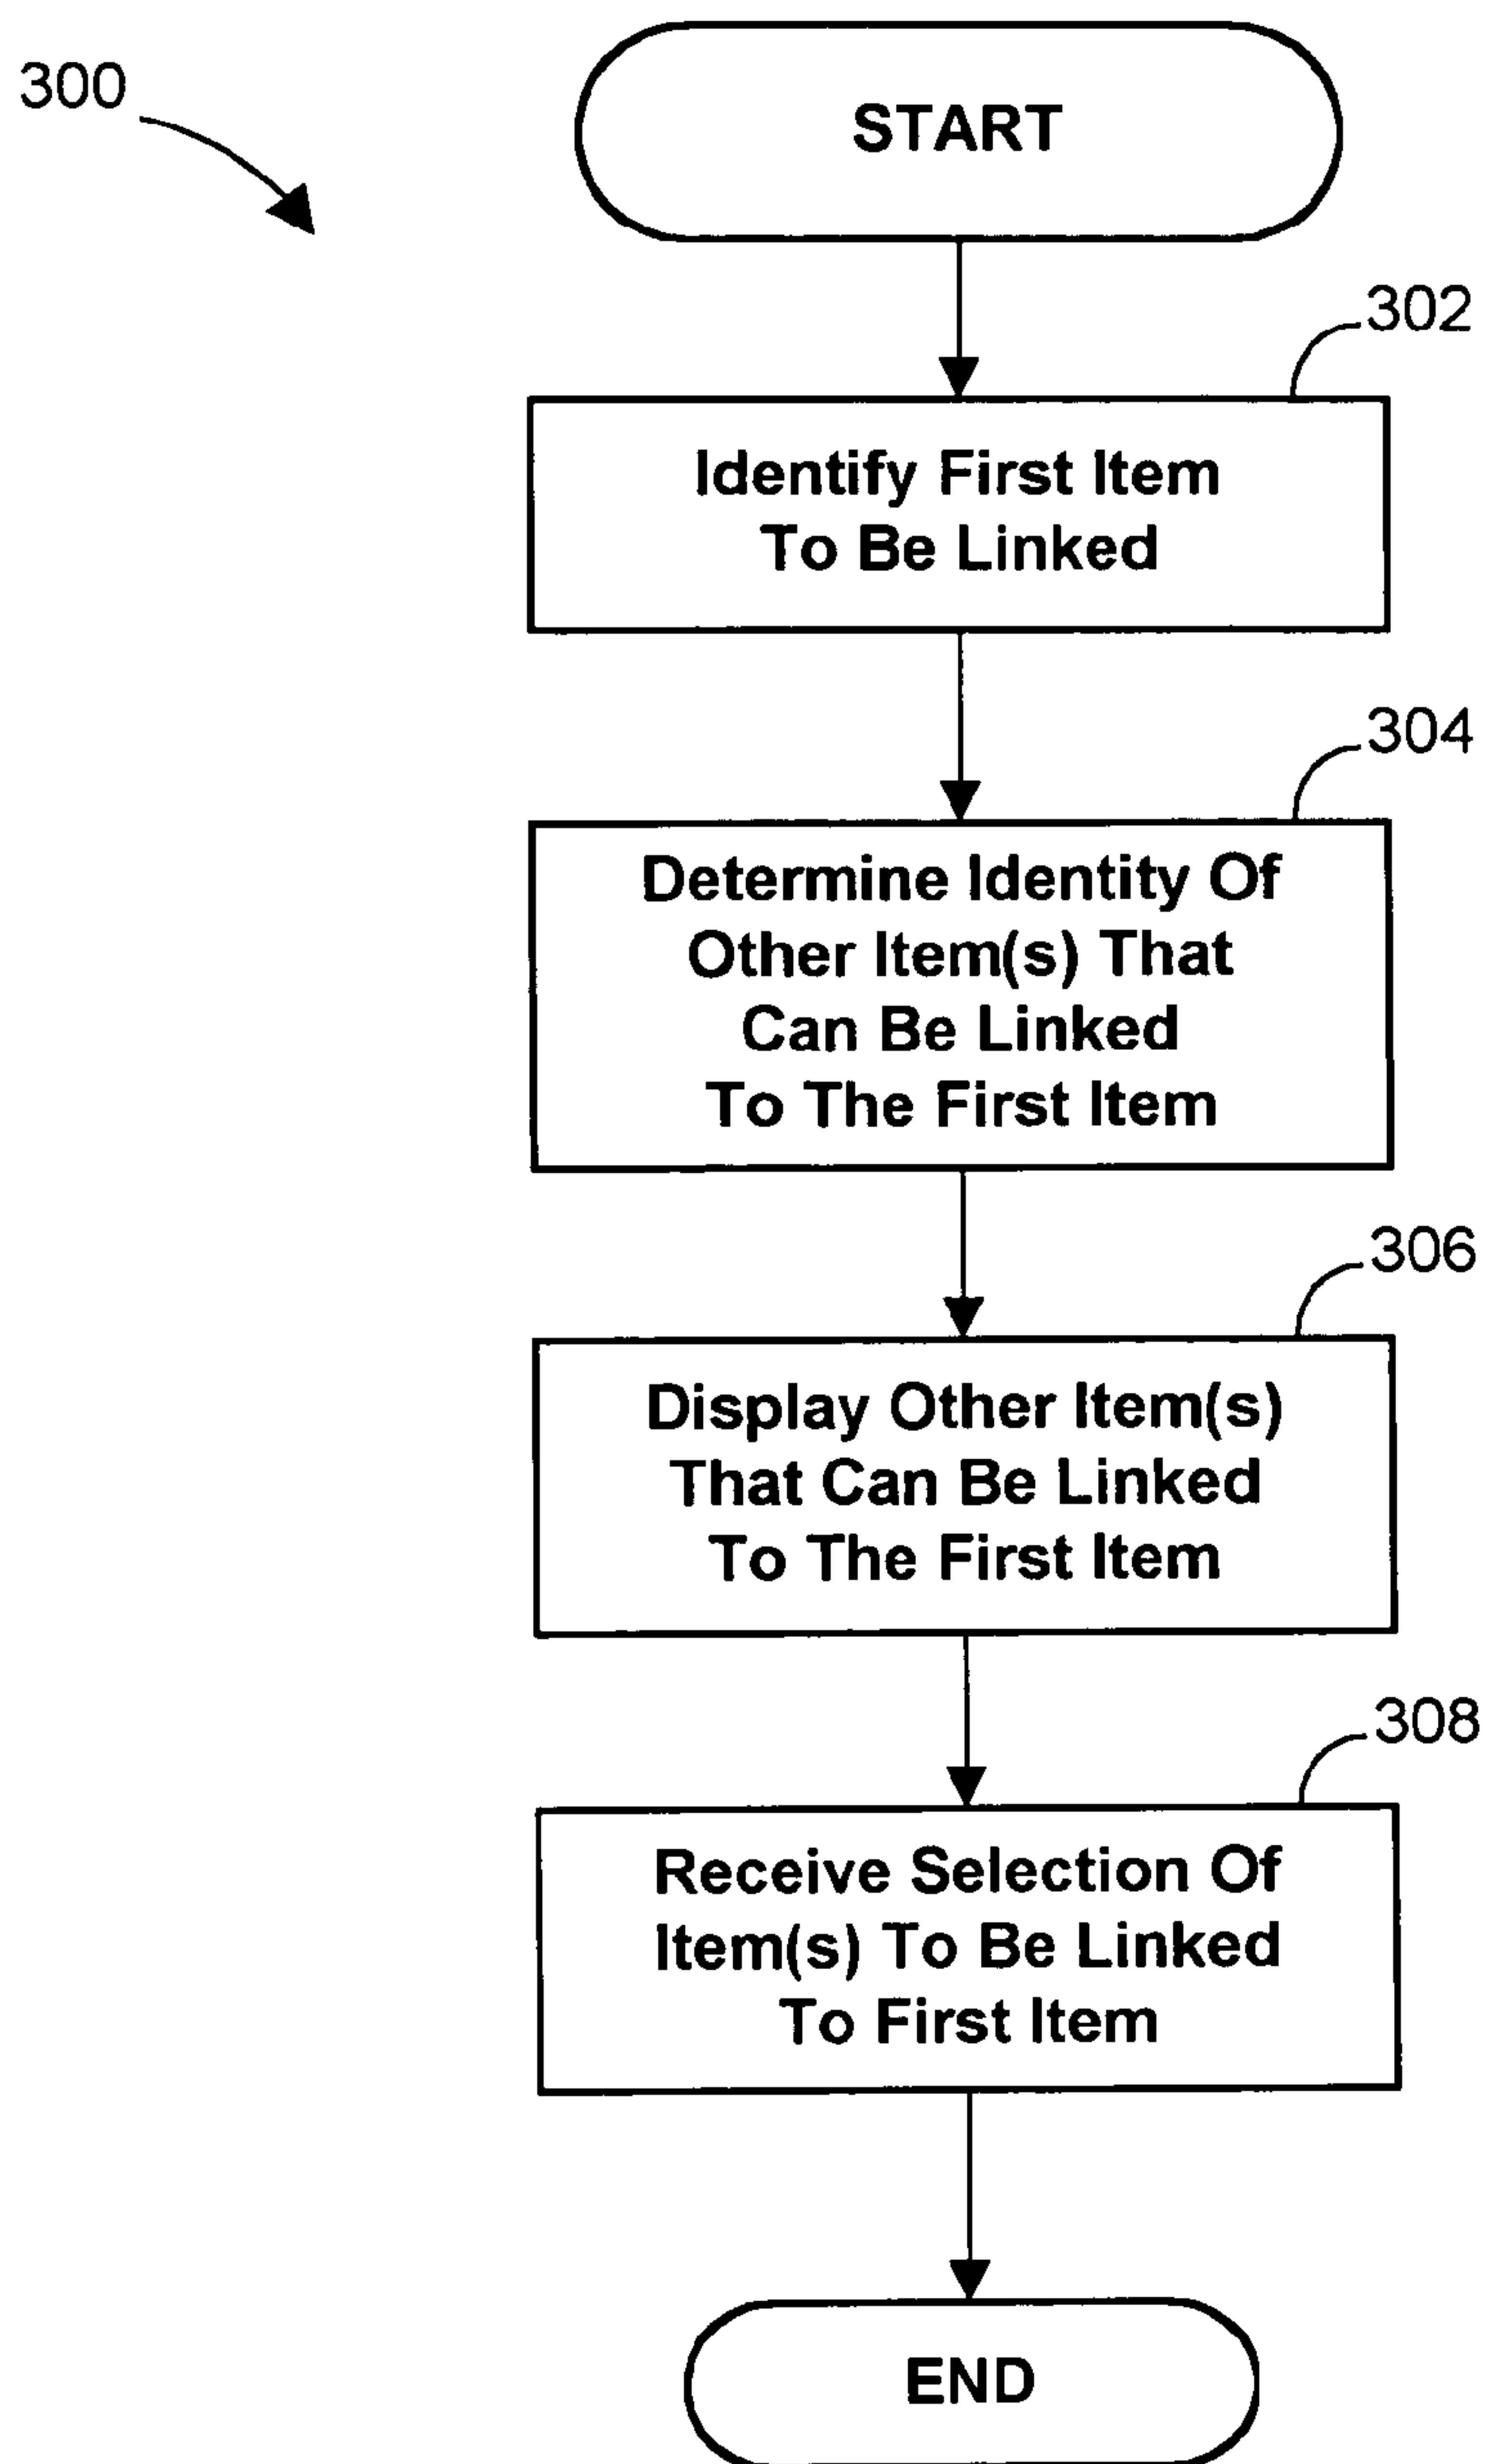 300
START
302
Identify First Item
To Be Linked
304
Determine Identity Of
Other Item(s) That
Can Be Linked
To The First Item
306
Display Other Item(s)
That Can Be Linked
To The First Item
308
Receive Selection Of
Item(s) To Be Linked
To First Item
END